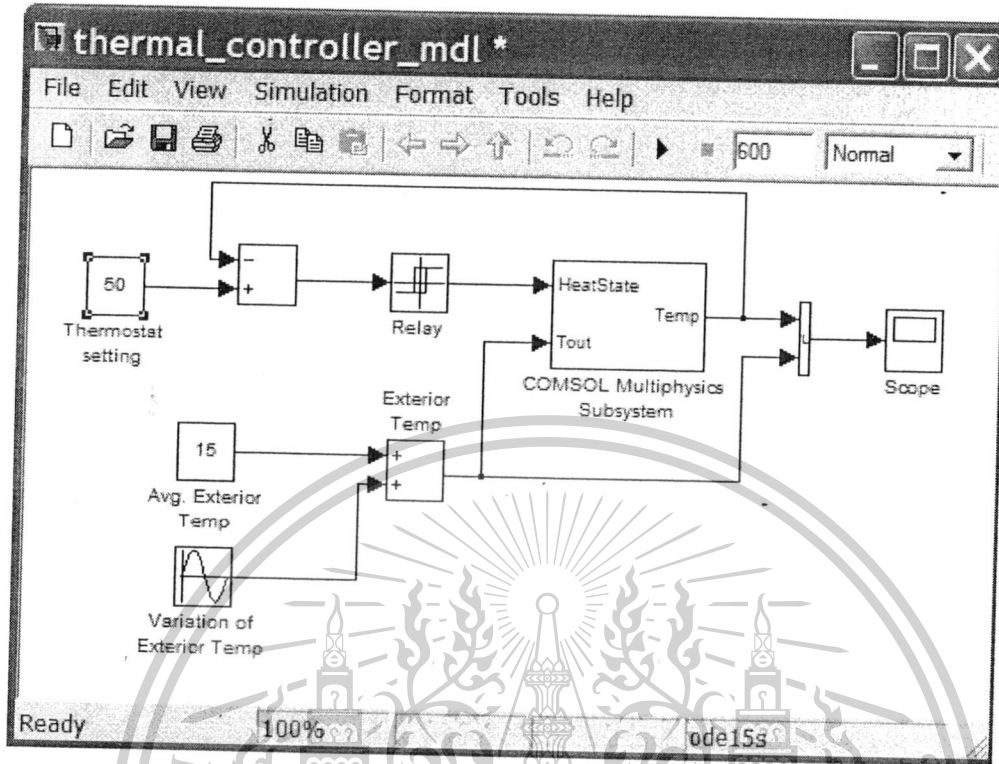 thermal_controller_mdl *
File Edit View Simulation Format Tools Help
600 Normal
50
Thermostat
setting
−
+
Relay
HeatState
Temp
Tout
COMSOL Multiphysics
Subsystem
Scope
Exterior
Temp
15
Avg. Exterior
Temp
+
+
Variation of
Exterior Temp
Ready 100% ode15s